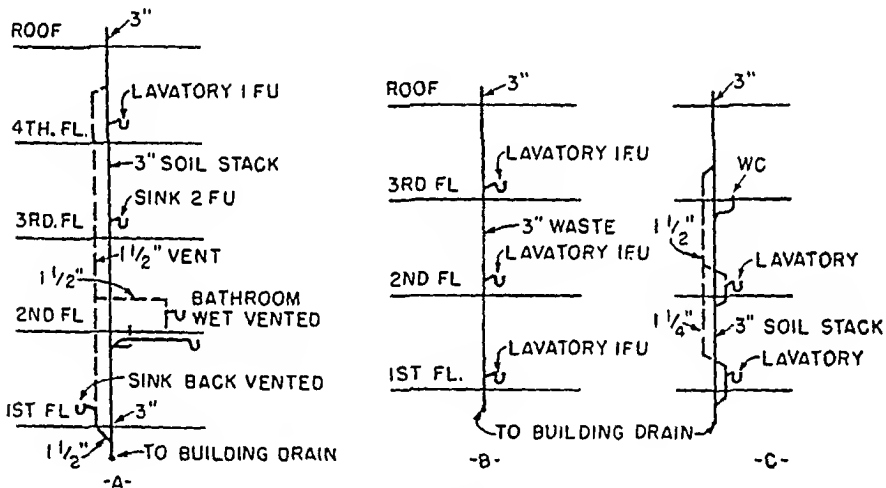 ROOF
3"
LAVATORY 1 FU
4TH. FL.
3" SOIL STACK
SINK 2 FU
3RD. FL
1 1/2" VENT
1 1/2"
BATHROOM
WET VENTED
2ND FL
SINK BACK VENTED
1ST FL
3"
1 1/2"
TO BUILDING DRAIN
-A-
ROOF
3"
LAVATORY 1F.U
3RD FL
3" WASTE
LAVATORY 1F.U
2ND FL
LAVATORY 1F.U
1ST FL.
TO BUILDING DRAIN
-B-
3"
WC
1 1/2"
LAVATORY
1 1/4"
3" SOIL STACK
LAVATORY
-C-